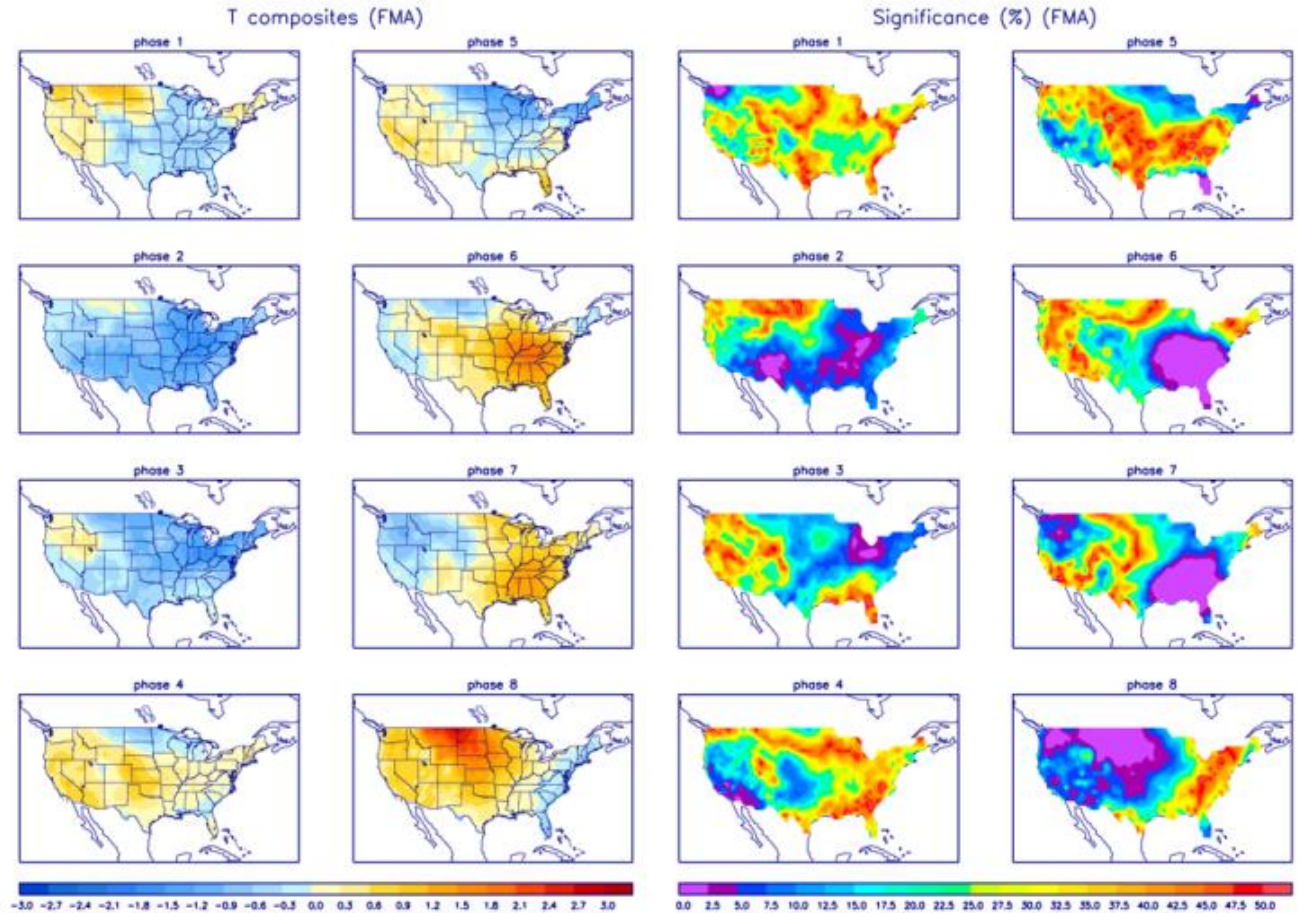 T composites (FMA)
Significance (%) (FMA)
phase 1
phase 5
phase 1
phase 5
phase 2
phase 6
phase 2
phase 6
phase 3
phase 7
phase 3
phase 7
phase 4
phase 8
phase 4
phase 8
-3.0 -2.7 -2.4 -2.1 -1.8 -1.5 -1.2 -0.9 -0.6 -0.3 0.0 0.3 0.6 0.9 1.2 1.5 1.8 2.1 2.4 2.7 3.0
0.0 2.5 5.0 7.5 10.0 12.5 15.0 17.5 20.0 22.5 25.0 27.5 30.0 32.5 35.0 37.5 40.0 42.5 45.0 47.5 50.0